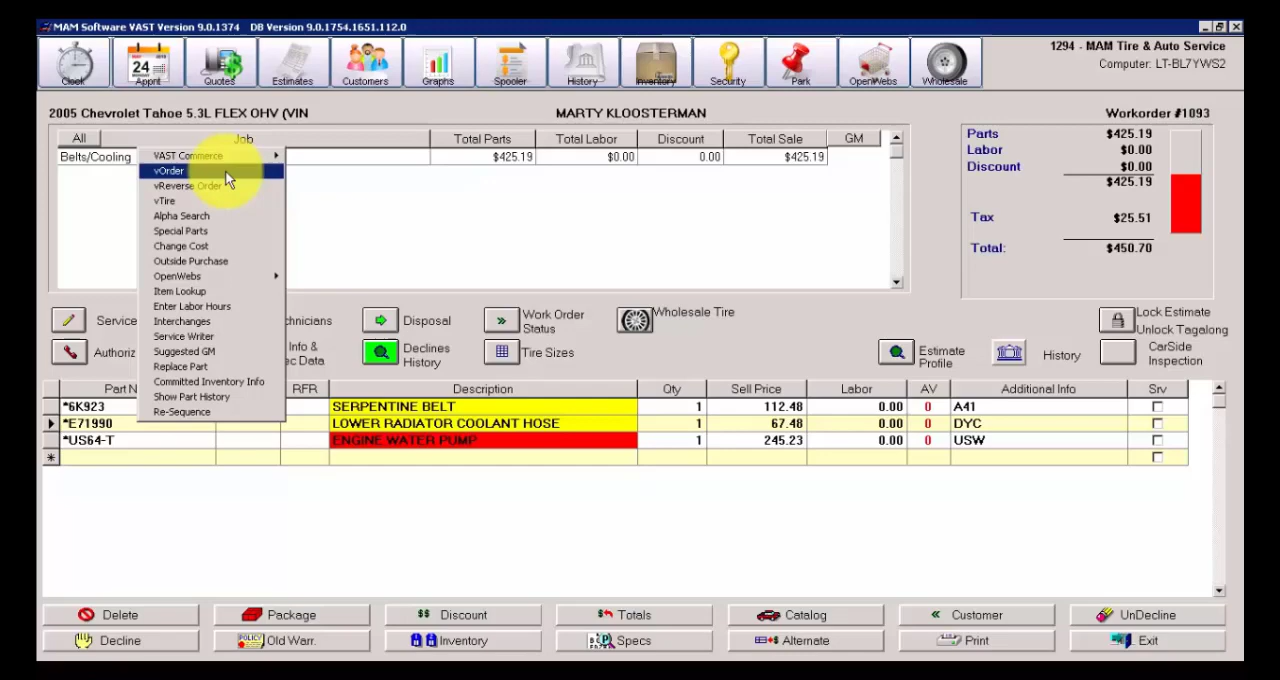 MAM Software VAST Version 9.0.1374 DB Version 9.0.1754.1651.112.0
Clock
24
Appnt
Quotes
Estimates
Customers
Graphs
Spooler
History
Inventory
Security
Park
OpenWebs
Wholesale
1294 - MAM Tire & Auto Service
Computer: LT-BL7YWS2
2005 Chevrolet Tahoe 5.3L FLEX OHV (VIN
MARTY KLOOSTERMAN
Workorder #1093
All Job Total Parts Total Labor Discount Total Sale GM
Belts/Cooling $425.19 $0.00 0.00 $425.19
Parts $425.19
Labor $0.00
Discount $0.00
$425.19
Tax $25.51
Total: $450.70
VAST Commerce
vOrder
vReverse Order
vTire
Alpha Search
Special Parts
Change Cost
Outside Purchase
OpenWebs
Item Lookup
Enter Labor Hours
Interchanges
Service Writer
Suggested GM
Replace Part
Committed Inventory Info
Show Part History
Re-Sequence
Service
chnicians
Disposal
Work Order
Status
Wholesale Tire
Lock Estimate
Unlock Tagalong
Authoriz
Info &
ec Data
Declines
History
Tire Sizes
Estimate
Profile
History
CarSide
Inspection
Part N RFR Description Qty Sell Price Labor AV Additional Info Srv
*6K923 SERPENTINE BELT 1 112.48 0.00 0 A41
*E71990 LOWER RADIATOR COOLANT HOSE 1 67.48 0.00 0 DYC
*US64-T ENGINE WATER PUMP 1 245.23 0.00 0 USW
Delete
Package
$$ Discount
Totals
Catalog
Customer
UnDecline
Decline
Old Warr.
Inventory
Specs
Alternate
Print
Exit